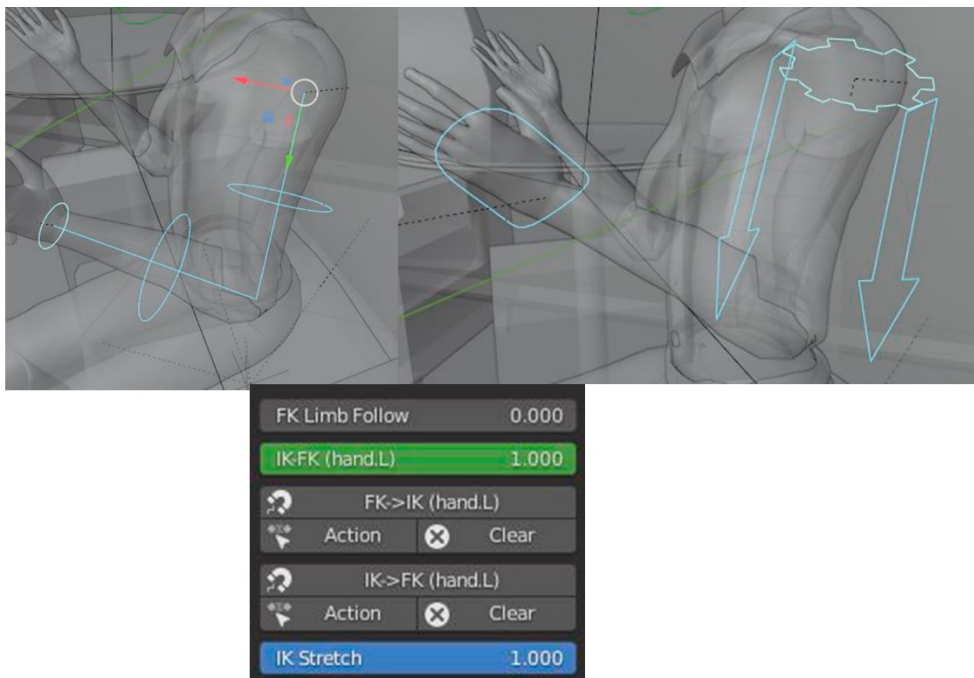 FK Limb Follow 0.000
IK-FK (hand.L) 1.000
FK->IK (hand.L)
Action Clear
IK->FK (hand.L)
Action Clear
IK Stretch 1.000